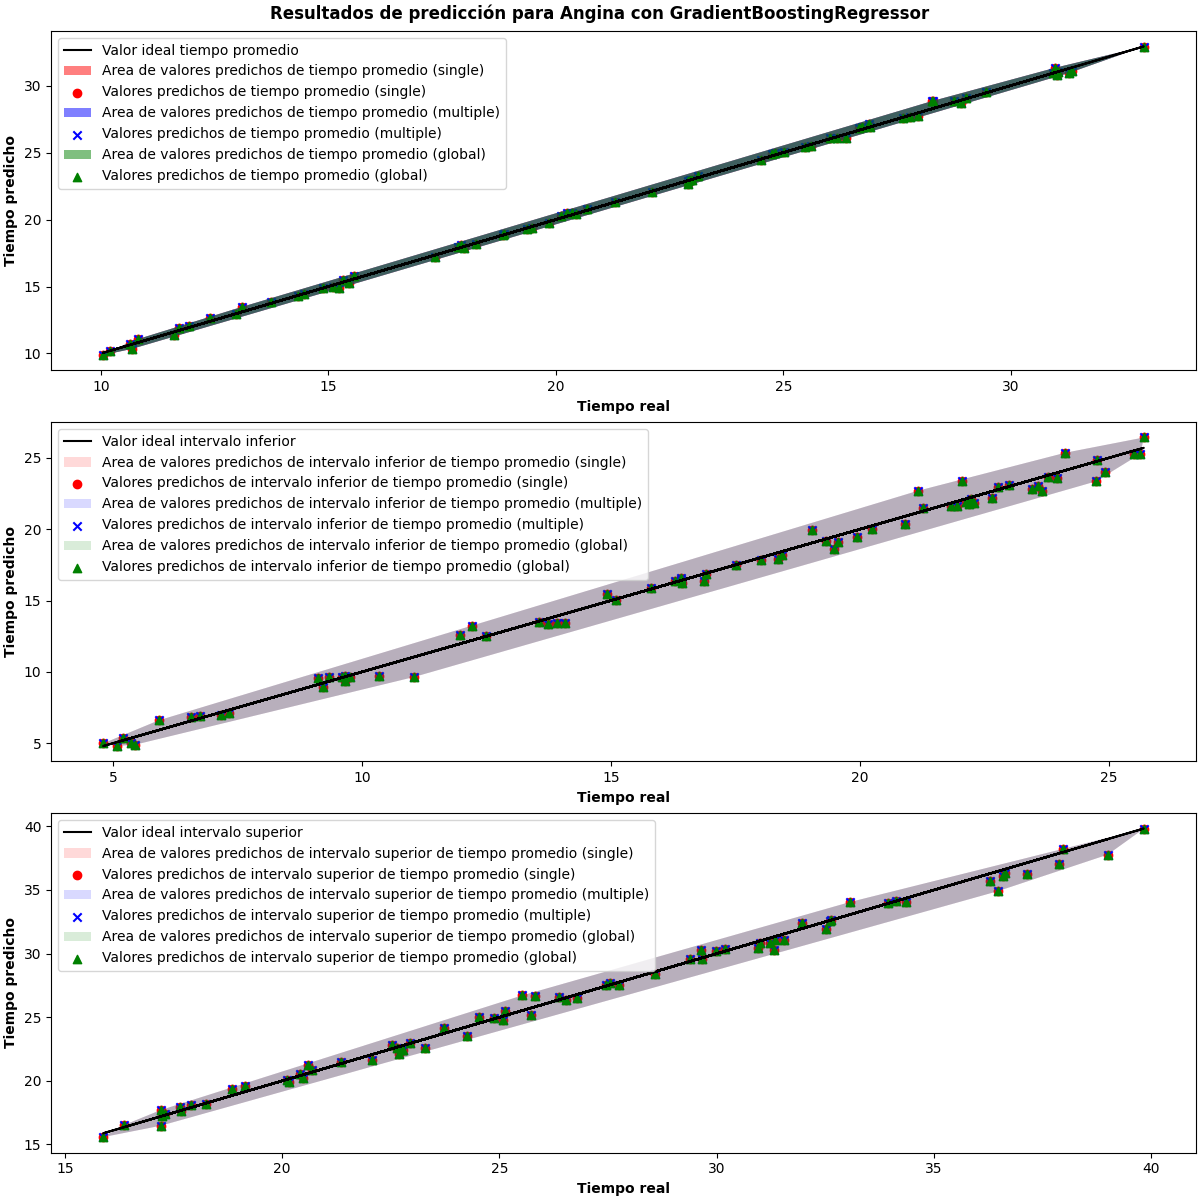 Resultados de predicción para Angina con GradientBoostingRegressor
Valor ideal tiempo promedio
Area de valores predichos de tiempo promedio (single)
Valores predichos de tiempo promedio (single)
Area de valores predichos de tiempo promedio (multiple)
Valores predichos de tiempo promedio (multiple)
Area de valores predichos de tiempo promedio (global)
Valores predichos de tiempo promedio (global)
Tiempo predicho
30
25
20
15
10
10 15 20 25 30
Tiempo real
Valor ideal intervalo inferior
Area de valores predichos de intervalo inferior de tiempo promedio (single)
Valores predichos de intervalo inferior de tiempo promedio (single)
Area de valores predichos de intervalo inferior de tiempo promedio (multiple)
Valores predichos de intervalo inferior de tiempo promedio (multiple)
Area de valores predichos de intervalo inferior de tiempo promedio (global)
Valores predichos de intervalo inferior de tiempo promedio (global)
Tiempo predicho
25
20
15
10
5
5 10 15 20 25
Tiempo real
Valor ideal intervalo superior
Area de valores predichos de intervalo superior de tiempo promedio (single)
Valores predichos de intervalo superior de tiempo promedio (single)
Area de valores predichos de intervalo superior de tiempo promedio (multiple)
Valores predichos de intervalo superior de tiempo promedio (multiple)
Area de valores predichos de intervalo superior de tiempo promedio (global)
Valores predichos de intervalo superior de tiempo promedio (global)
Tiempo predicho
40
35
30
25
20
15
15 20 25 30 35 40
Tiempo real